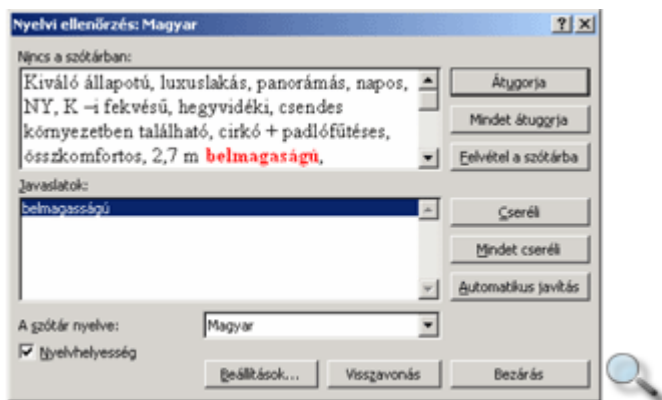 Nyelvi ellenőrzés: Magyar
Nincs a szótárban:
Kiváló állapotú, luxuslakás, panorámás, napos,
NY, K –i fekvésű, hegyvidéki, csendes
környezetben található, cirkó + padlófűtéses,
összkomfortos, 2,7 m belmagaságú,
Átugorja
Mindet átugorja
Felvétel a szótárba
Javaslatok:
belmagasságú
Cseréli
Mindet cseréli
Automatikus javítás
A szótár nyelve: Magyar
Nyelvhelyesség
Beállítások... Visszavonás Bezárás